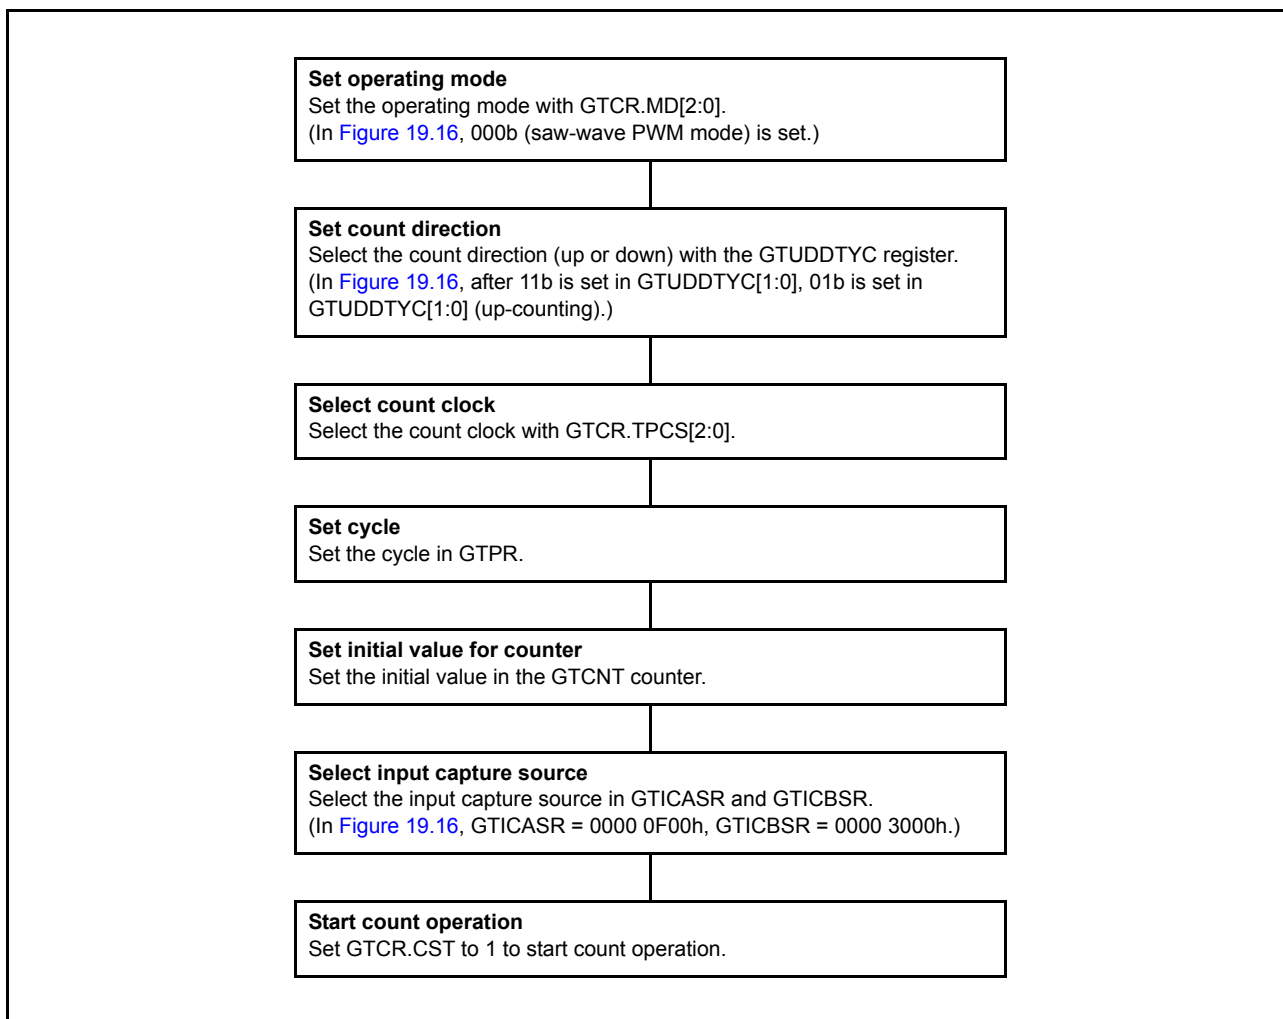 Set operating mode
Set the operating mode with GTCR.MD[2:0].
(In Figure 19.16, 000b (saw-wave PWM mode) is set.)
Set count direction
Select the count direction (up or down) with the GTUDDTYC register.
(In Figure 19.16, after 11b is set in GTUDDTYC[1:0], 01b is set in
GTUDDTYC[1:0] (up-counting).)
Select count clock
Select the count clock with GTCR.TPCS[2:0].
Set cycle
Set the cycle in GTPR.
Set initial value for counter
Set the initial value in the GTCNT counter.
Select input capture source
Select the input capture source in GTICASR and GTICBSR.
(In Figure 19.16, GTICASR = 0000 0F00h, GTICBSR = 0000 3000h.)
Start count operation
Set GTCR.CST to 1 to start count operation.